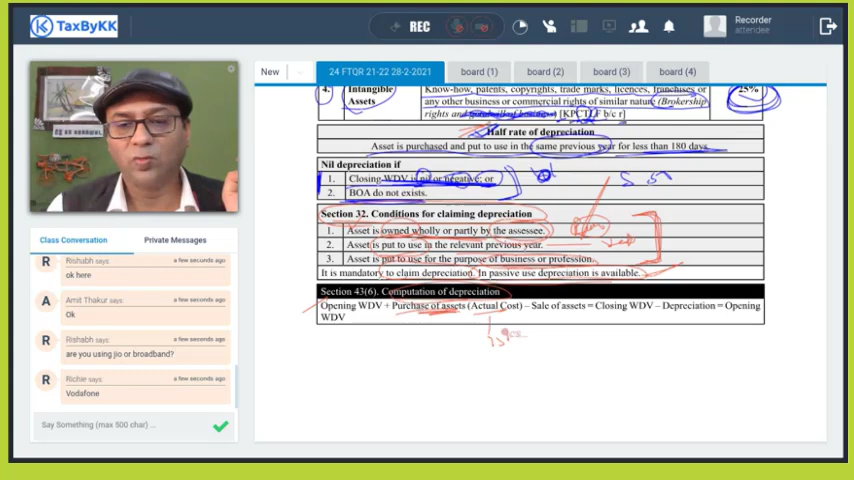 TaxByKK
REC
Recorder
attendee
New
24 FTQR 21-22 28-2-2021
board (1)
board (2)
board (3)
board (4)
4.
Intangible Assets
Know-how, patents, copyrights, trade marks, licences, franchises or
any other business or commercial rights of similar nature (Brokership
rights and goodwill of business) [KPCTLF b/c r]
25%
Half rate of depreciation
Asset is purchased and put to use in the same previous year for less than 180 days.
Nil depreciation if
1. Closing WDV is nil or negative; or
2. BOA do not exists.
Section 32. Conditions for claiming depreciation
1. Asset is owned wholly or partly by the assessee.
2. Asset is put to use in the relevant previous year.
3. Asset is put to use for the purpose of business or profession.
It is mandatory to claim depreciation. In passive use depreciation is available.
Section 43(6). Computation of depreciation
Opening WDV + Purchase of assets (Actual Cost) – Sale of assets = Closing WDV – Depreciation = Opening
WDV
Class Conversation
Private Messages
R
Rishabh says:
a few seconds ago
ok here
A
Amit Thakur says:
a few seconds ago
Ok
R
Rishabh says:
a few seconds ago
are you using jio or broadband?
R
Richie says:
a few seconds ago
Vodafone
Say Something (max 500 char) ...